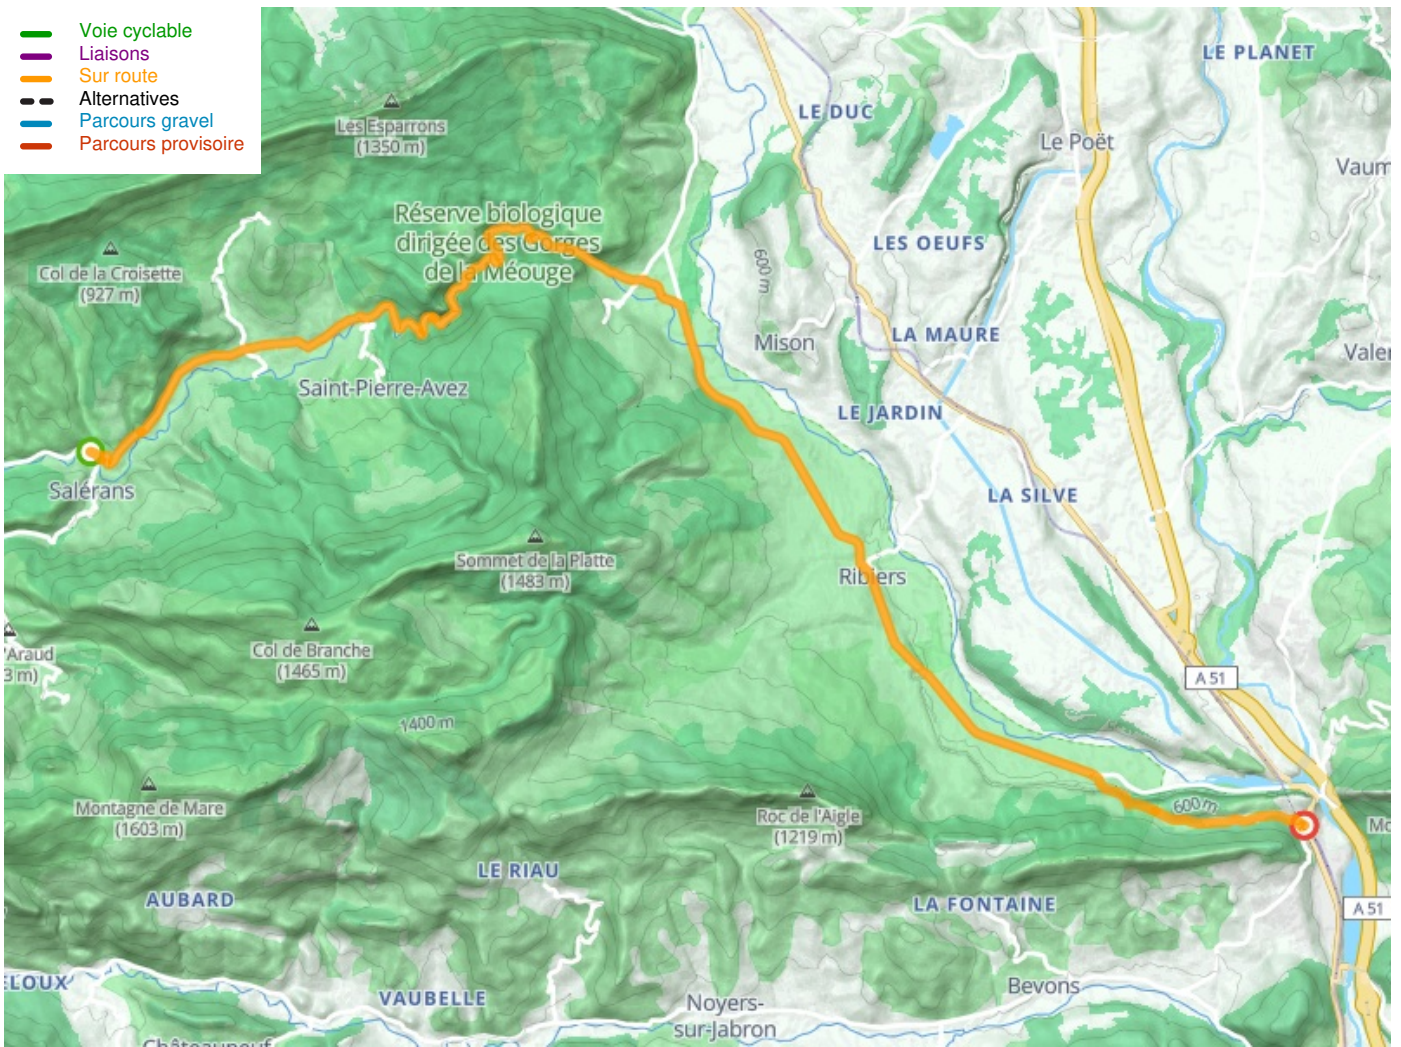 Voie cyclable
Liaisons
Sur route
Alternatives
Parcours gravel
Parcours provisoire
LE PLANET
LE DUC
Les Esparrons
(1350 m)
Le Poët
Réserve biologique
dirigée des Gorges
de la Méouge
LES OEUFS
600 m
Col de la Croisette
(927 m)
LA MAURE
Mison
Saint-Pierre-Avez
LE JARDIN
Salérans
LA SILVE
Sommet de la Platte
(1483 m)
Ribiers
Col de Branche
(1465 m)
'Araud
3 m)
A 51
1400 m
Montagne de Mare
(1603 m)
Roc de l'Aigle
(1219 m)
600 m
LE RIAU
AUBARD
LA FONTAINE
A 51
ELOUX
VAUBELLE
Bevons
Noyers-
sur-Jabron